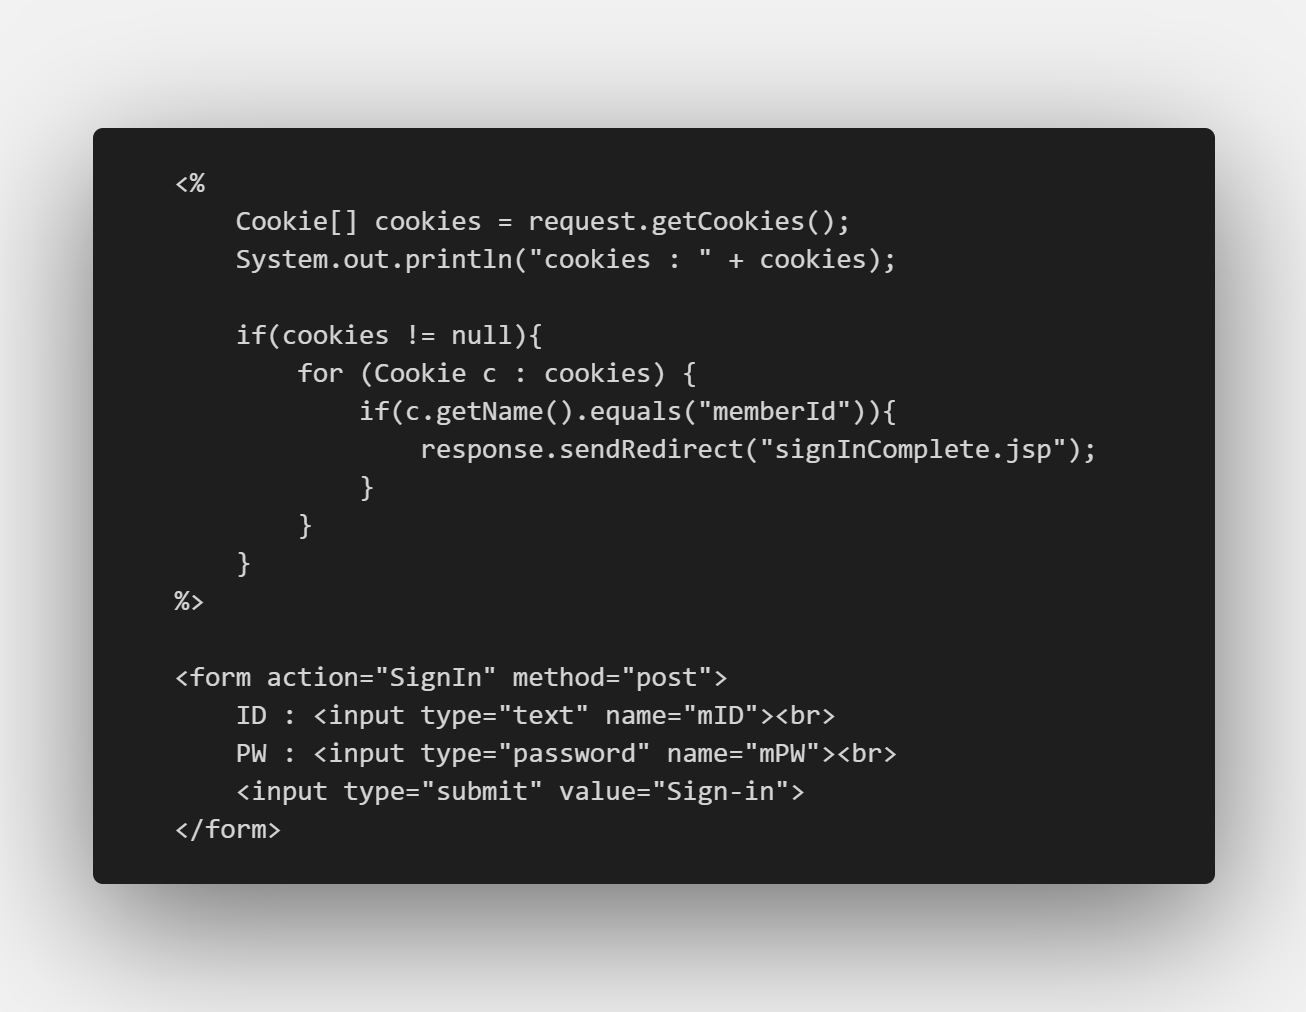 <%
    Cookie[] cookies = request.getCookies();
    System.out.println("cookies : " + cookies);

    if(cookies != null){
        for (Cookie c : cookies) {
            if(c.getName().equals("memberId")){
                response.sendRedirect("signInComplete.jsp");
            }
        }
    }
%>

<form action="SignIn" method="post">
    ID : <input type="text" name="mID"><br>
    PW : <input type="password" name="mPW"><br>
    <input type="submit" value="Sign-in">
</form>